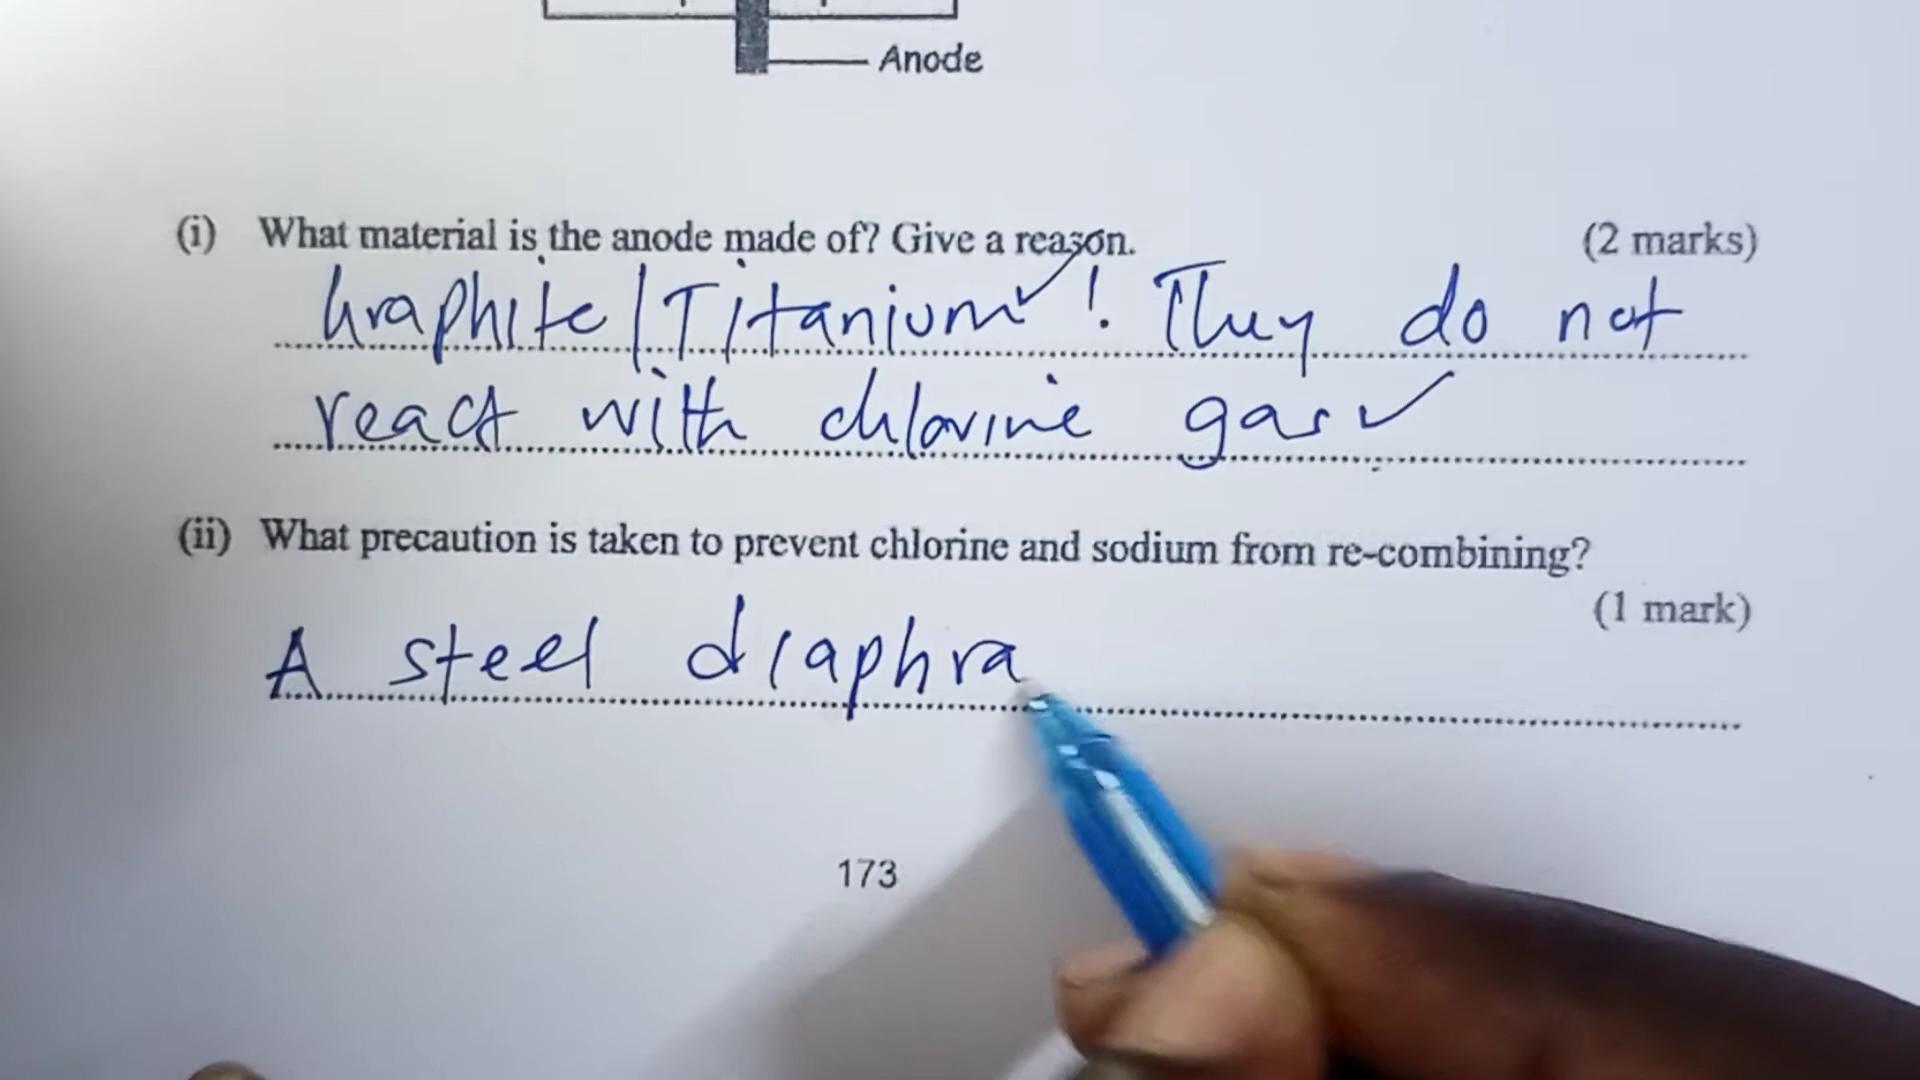 Anode
(i) What material is the anode made of? Give a reason. (2 marks)
Graphite/Titanium ✓! They do not
react with chlorine gas ✓
(ii) What precaution is taken to prevent chlorine and sodium from re-combining?
(1 mark)
A steel diaphra
173